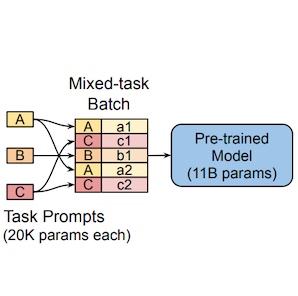 Mixed-task
Batch
A
B
C
A a1
C c1
B b1
A a2
C c2
Pre-trained
Model
(11B params)
Task Prompts
(20K params each)